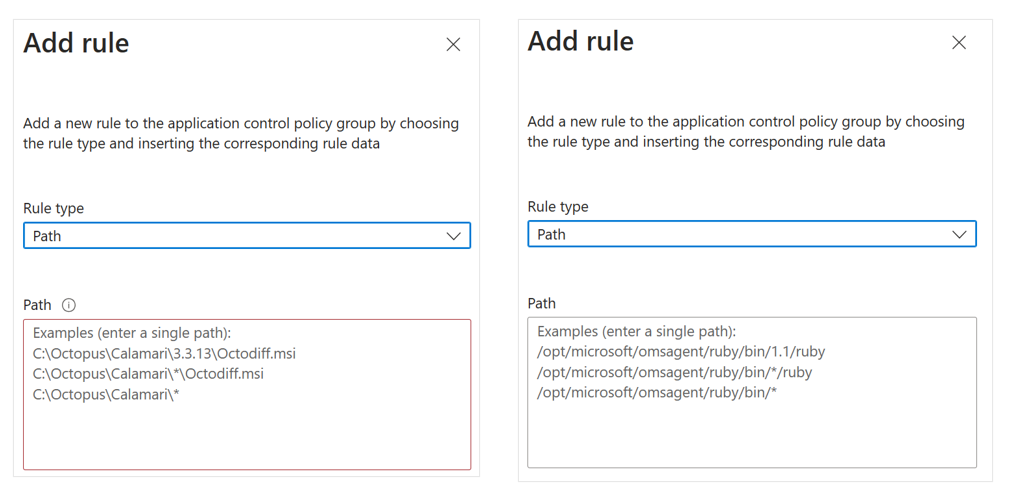 Add rule
Add a new rule to the application control policy group by choosing
the rule type and inserting the corresponding rule data
Rule type
Path
Path
Examples (enter a single path):
C:\Octopus\Calamari\3.3.13\Octodiff.msi
C:\Octopus\Calamari\*\Octodiff.msi
C:\Octopus\Calamari\*
Add rule
Add a new rule to the application control policy group by choosing
the rule type and inserting the corresponding rule data
Rule type
Path
Path
Examples (enter a single path):
/opt/microsoft/omsagent/ruby/bin/1.1/ruby
/opt/microsoft/omsagent/ruby/bin/*/ruby
/opt/microsoft/omsagent/ruby/bin/*